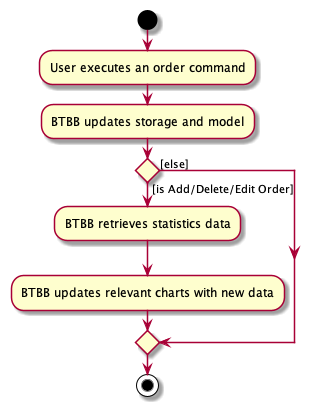 User executes an order command
BTBB updates storage and model
[else]
[is Add/Delete/Edit Order]
BTBB retrieves statistics data
BTBB updates relevant charts with new data